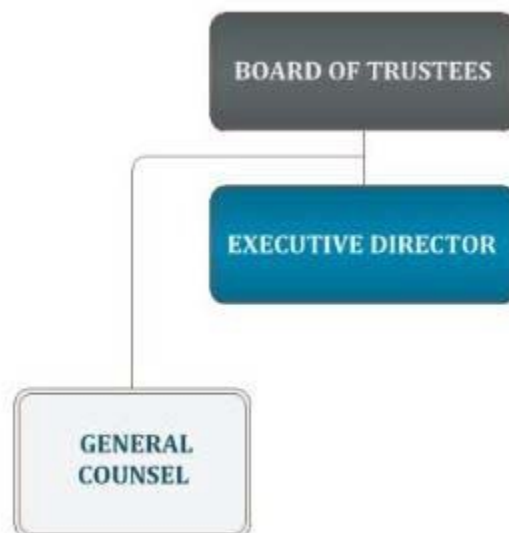 BOARD OF TRUSTEES
EXECUTIVE DIRECTOR
GENERAL
COUNSEL